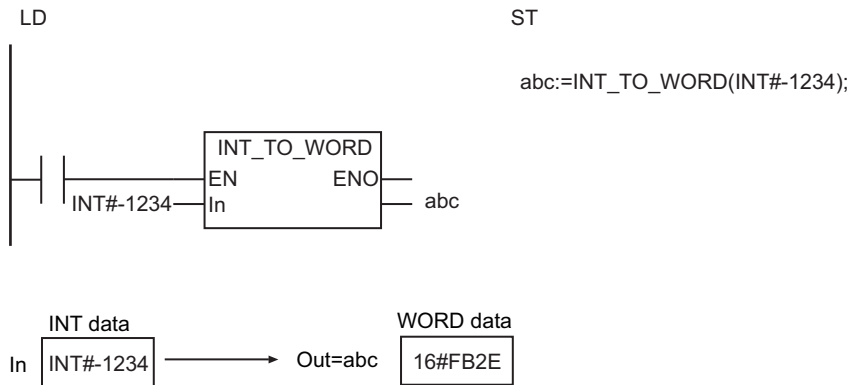 LD
ST
abc:=INT_TO_WORD(INT#-1234);
INT_TO_WORD
EN ENO
INT#-1234 In abc
INT data WORD data
In INT#-1234 Out=abc 16#FB2E